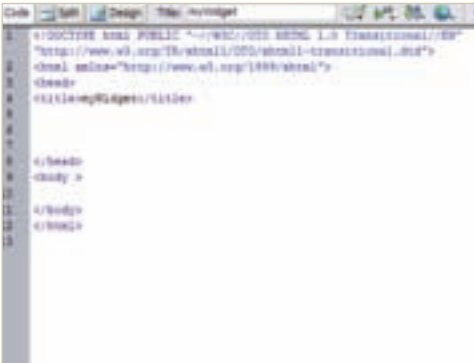 Code Split Design Title: myWidget
1 <!DOCTYPE html PUBLIC "-//W3C//DTD XHTML 1.0 Transitional//EN"
"http://www.w3.org/TR/xhtml1/DTD/xhtml1-transitional.dtd">
2 <html xmlns="http://www.w3.org/1999/xhtml">
3 <head>
4 <title>myWidget</title>
5
6
7
8 </head>
9 <body >
10
11 </body>
12 </html>
13